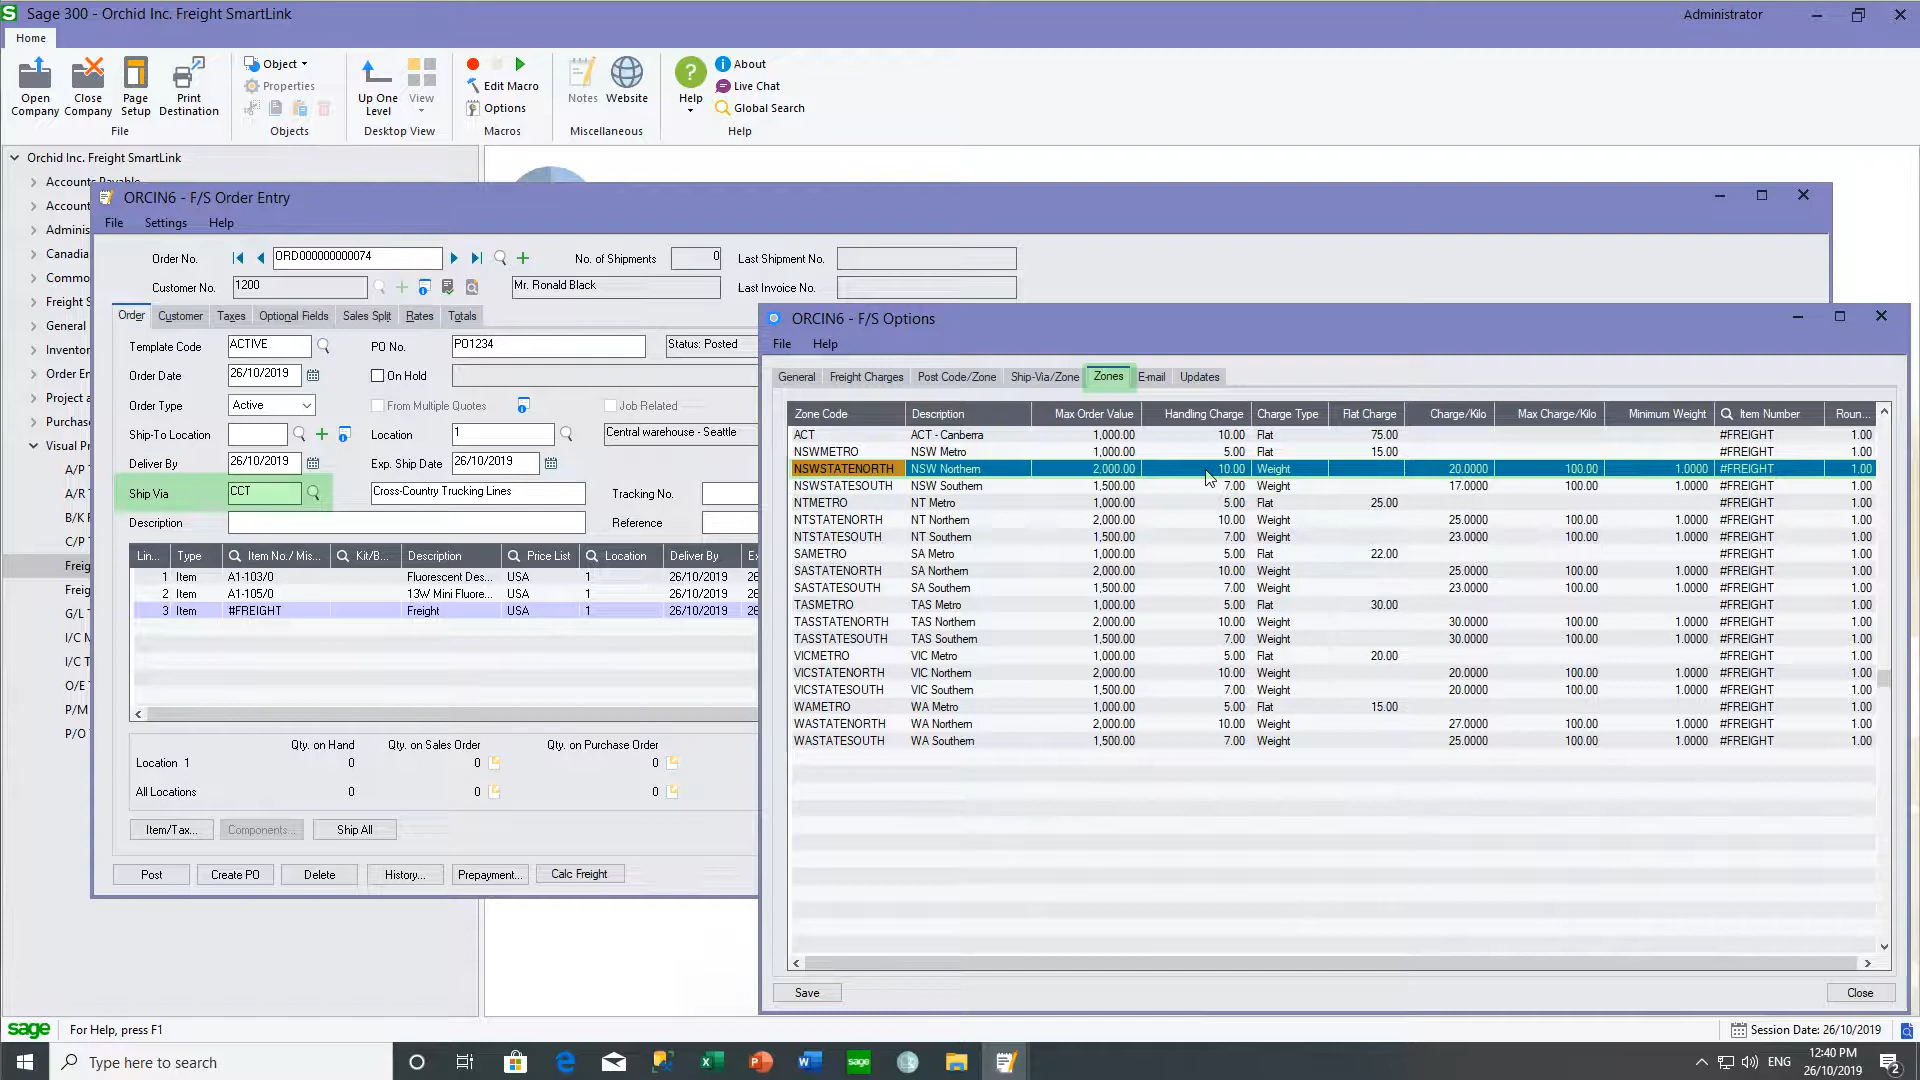 Sage 300 - Orchid Inc. Freight SmartLink
Administrator
Home
Open Company
Close Company
Page Setup
Print Destination
File
Object
Properties
Objects
Up One Level
View
Desktop View
Edit Macro
Options
Macros
Notes
Website
Miscellaneous
Help
About
Live Chat
Global Search
Help
Orchid Inc. Freight SmartLink
Accounts Payable
Account
Adminis
Canadia
Commo
Freight S
General
Inventor
Order En
Project a
Purchas
Visual Pr
A/P T
A/R T
B/K F
C/P T
Freig
Freig
G/L T
I/C M
I/C T
O/E T
P/M
P/O T
ORCIN6 - F/S Order Entry
File Settings Help
Order No. ORD000000000074 No. of Shipments 0 Last Shipment No.
Customer No. 1200 Mr. Ronald Black Last Invoice No.
Order Customer Taxes Optional Fields Sales Split Rates Totals
Template Code ACTIVE PO No. PO1234 Status: Posted
Order Date 26/10/2019 On Hold
Order Type Active From Multiple Quotes Job Related
Ship-To Location Location 1 Central warehouse - Seattle
Deliver By 26/10/2019 Exp. Ship Date 26/10/2019
Ship Via CCT Cross-Country Trucking Lines Tracking No.
Description Reference
Lin... Type Item No./ Mis... Kit/B... Description Price List Location Deliver By Ex
1 Item A1-103/0 Fluorescent Des... USA 1 26/10/2019 26
2 Item A1-105/0 13W Mini Fluore... USA 1 26/10/2019 26
3 Item #FREIGHT Freight USA 1 26/10/2019 26
Qty. on Hand Qty. on Sales Order Qty. on Purchase Order
Location 1 0 0 0
All Locations 0 0 0
Item/Tax... Components... Ship All
Post Create PO Delete History... Prepayment... Calc Freight
ORCIN6 - F/S Options
File Help
General Freight Charges Post Code/Zone Ship-Via/Zone Zones E-mail Updates
Zone Code Description Max Order Value Handling Charge Charge Type Flat Charge Charge/Kilo Max Charge/Kilo Minimum Weight Item Number Roun...
ACT ACT - Canberra 1,000.00 10.00 Flat 75.00 #FREIGHT 1.00
NSWMETRO NSW Metro 1,000.00 5.00 Flat 15.00 #FREIGHT 1.00
NSWSTATENORTH NSW Northern 2,000.00 10.00 Weight 20.0000 100.00 1.0000 #FREIGHT 1.00
NSWSTATESOUTH NSW Southern 1,500.00 7.00 Weight 17.0000 100.00 1.0000 #FREIGHT 1.00
NTMETRO NT Metro 1,000.00 5.00 Flat 25.00 #FREIGHT 1.00
NTSTATENORTH NT Northern 2,000.00 10.00 Weight 25.0000 100.00 1.0000 #FREIGHT 1.00
NTSTATESOUTH NT Southern 1,500.00 7.00 Weight 23.0000 100.00 1.0000 #FREIGHT 1.00
SAMETRO SA Metro 1,000.00 5.00 Flat 22.00 #FREIGHT 1.00
SASTATENORTH SA Northern 2,000.00 10.00 Weight 25.0000 100.00 1.0000 #FREIGHT 1.00
SASTATESOUTH SA Southern 1,500.00 7.00 Weight 23.0000 100.00 1.0000 #FREIGHT 1.00
TASMETRO TAS Metro 1,000.00 5.00 Flat 30.00 #FREIGHT 1.00
TASSTATENORTH TAS Northern 2,000.00 10.00 Weight 30.0000 100.00 1.0000 #FREIGHT 1.00
TASSTATESOUTH TAS Southern 1,500.00 7.00 Weight 30.0000 100.00 1.0000 #FREIGHT 1.00
VICMETRO VIC Metro 1,000.00 5.00 Flat 20.00 #FREIGHT 1.00
VICSTATENORTH VIC Northern 2,000.00 10.00 Weight 20.0000 100.00 1.0000 #FREIGHT 1.00
VICSTATESOUTH VIC Southern 1,500.00 7.00 Weight 20.0000 100.00 1.0000 #FREIGHT 1.00
WAMETRO WA Metro 1,000.00 5.00 Flat 15.00 #FREIGHT 1.00
WASTATENORTH WA Northern 2,000.00 10.00 Weight 27.0000 100.00 1.0000 #FREIGHT 1.00
WASTATESOUTH WA Southern 1,500.00 7.00 Weight 25.0000 100.00 1.0000 #FREIGHT 1.00
Save Close
sage For Help, press F1 Session Date: 26/10/2019
Type here to search
sage
ENG
12:40 PM
26/10/2019
2